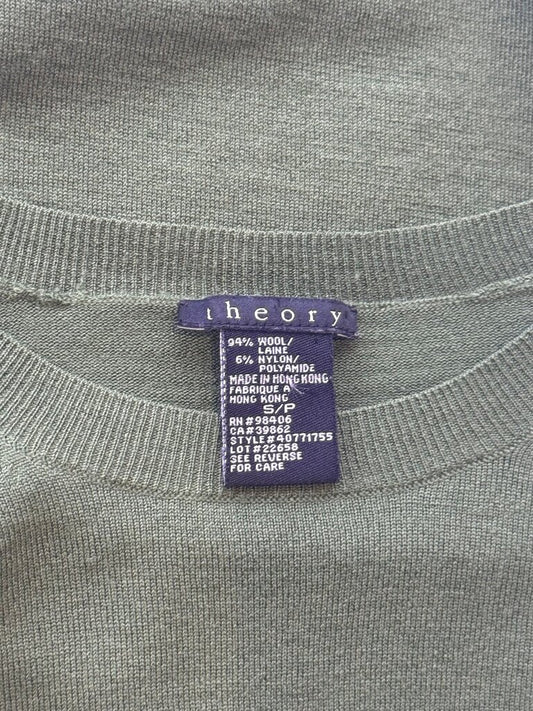 theory
94% WOOL/
LAINE
6% NYLON/
POLYAMIDE
MADE IN HONG KONG
FABRIQUE A
HONG KONG
S/P
RN#98406
CA#39862
STYLE#40771755
LOT#22658
SEE REVERSE
FOR CARE